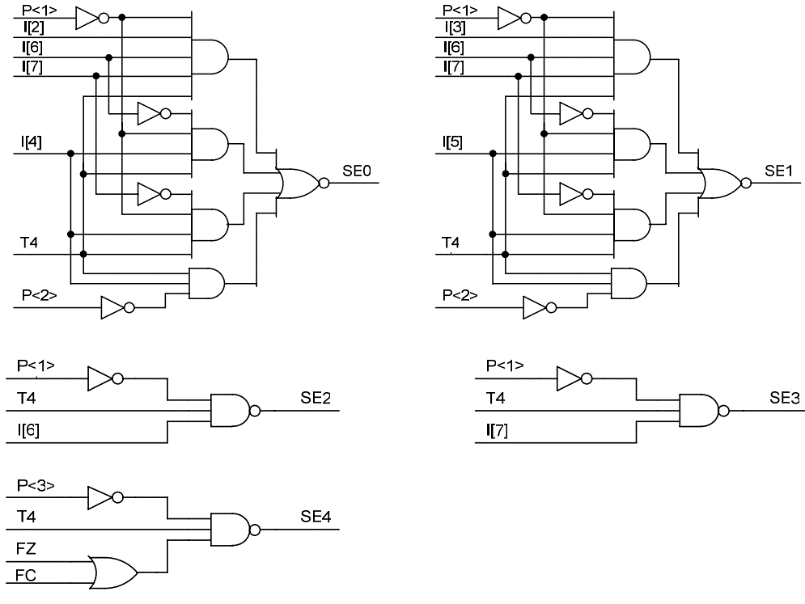 P<1>
I[2]
I[6]
I[7]
I[4]
SE0
T4
P<2>
P<1>
I[3]
I[6]
I[7]
I[5]
SE1
T4
P<2>
P<1>
T4
SE2
I[6]
P<1>
T4
SE3
I[7]
P<3>
T4
SE4
FZ
FC